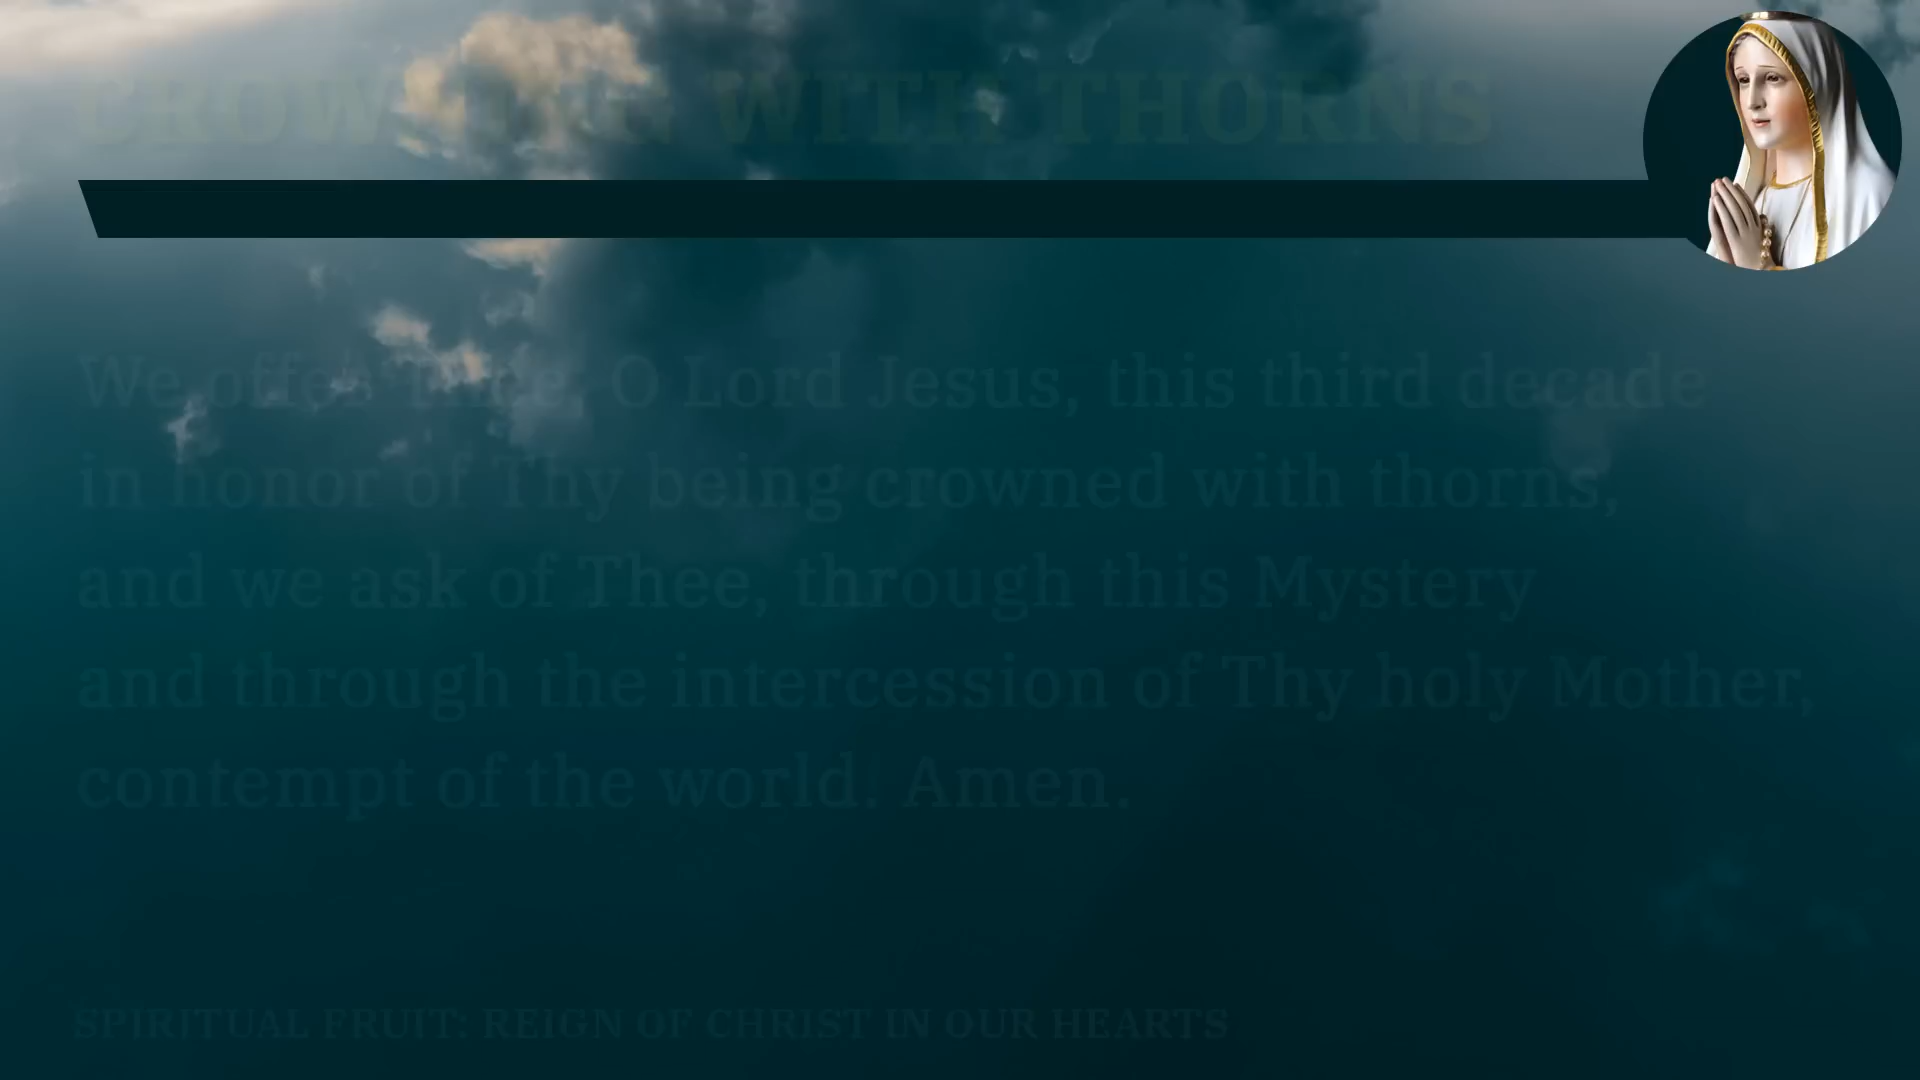 CROWNING WITH THORNS
We offer Thee, O Lord Jesus, this third decade
in honor of Thy being crowned with thorns,
and we ask of Thee, through this Mystery
and through the intercession of Thy holy Mother,
contempt of the world! Amen.
SPIRITUAL FRUIT: REIGN OF CHRIST IN OUR HEARTS